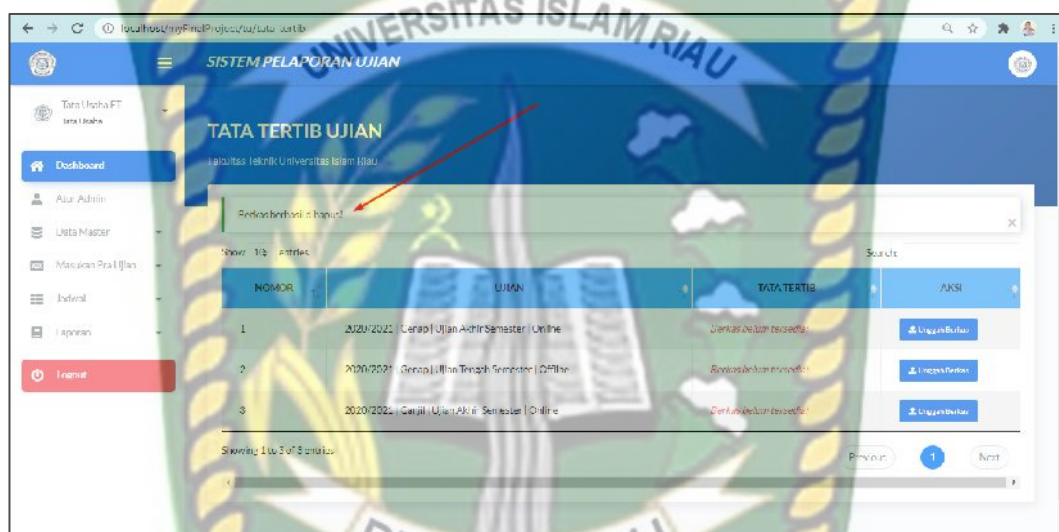 localhost/myFinalProject/tu/tata-tertib
UNIVERSITAS ISLAM RIAU
SISTEM PELAPORAN UJIAN
Tata Usaha FT
Tata Usaha
TATA TERTIB UJIAN
Fakultas Teknik Universitas Islam Riau
Dashboard
Atur Admin
Data Master
Masukan Pra Ujian
Jadwal
Laporan
Logout
Berkas berhasil dihapus!
×
Show 10 entries
Search:
NOMOR UJIAN TATA TERTIB AKSI
1 2020/2021 | Genap | Ujian Akhir Semester | Online Berkas belum tersedia! Unggah Berkas
2 2020/2021 | Genap | Ujian Tengah Semester | Offline Berkas belum tersedia! Unggah Berkas
3 2020/2021 | Ganjil | Ujian Akhir Semester | Online Berkas belum tersedia! Unggah Berkas
Showing 1 to 3 of 3 entries
Previous 1 Next